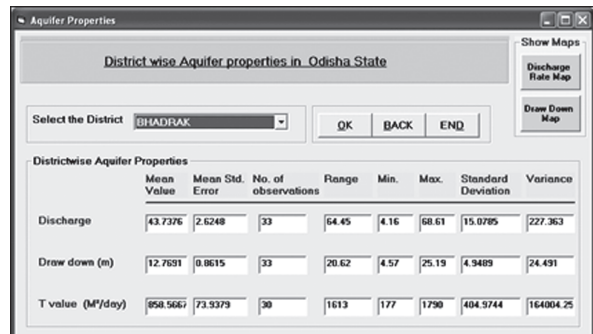 Aquifer Properties
District wise Aquifer properties in Odisha State
Show Maps
Discharge Rate Map
Draw Down Map
Select the District BHADRAK OK BACK END
Districtwise Aquifer Properties
Mean Value Mean Std. Error No. of observations Range Min. Max. Standard Deviation Variance
Discharge 43.7376 2.6248 33 64.45 4.16 68.61 15.0785 227.363
Draw down (m) 12.7691 0.8615 33 20.62 4.57 25.19 4.9489 24.491
T value (M²/day) 858.5667 73.9379 30 1613 177 1790 404.9744 164004.25